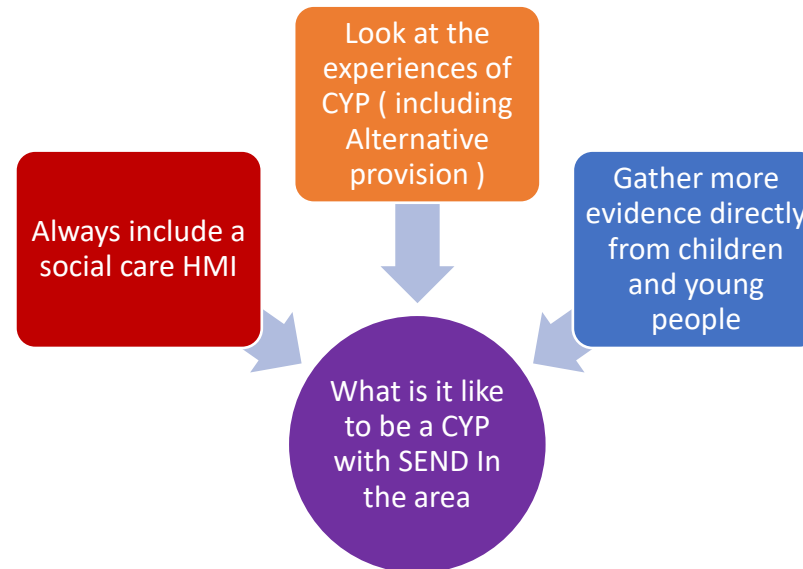 Look at the
experiences of
CYP ( including
Alternative
provision )
Always include a
social care HMI
Gather more
evidence directly
from children
and young
people
What is it like
to be a CYP
with SEND In
the area